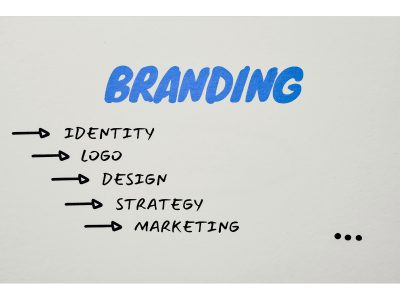 BRANDING
IDENTITY
LOGO
DESIGN
STRATEGY
MARKETING
...